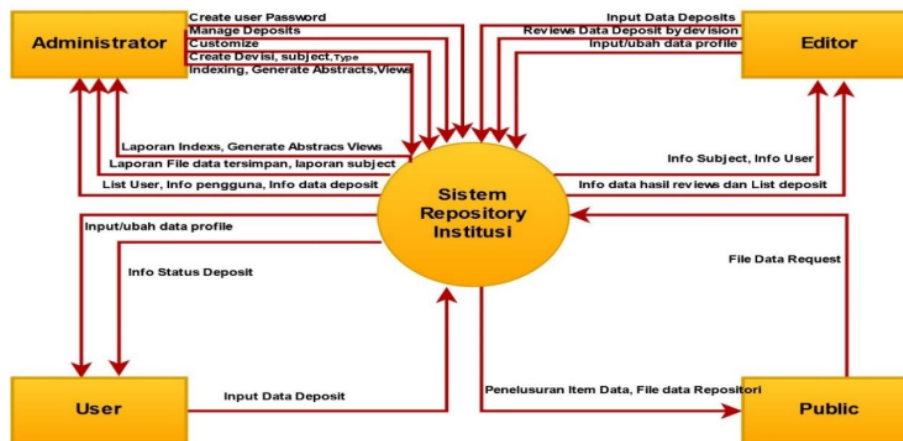 Administrator
Create user Password
Manage Deposits
Customize
Create Devisi, subject,Type
Indexing, Generate Abstracts,Views
Input Data Deposits
Reviews Data Deposit by devision
Input/ubah data profile
Editor
Laporan Indexs, Generate Abstracs Views
Laporan File data tersimpan, laporan subject
List User, Info pengguna, Info data deposit
Sistem
Repository
Institusi
Info Subject, Info User
Info data hasil reviews dan List deposit
Input/ubah data profile
Info Status Deposit
File Data Request
User
Input Data Deposit
Penelusuran Item Data, File data Repositori
Public